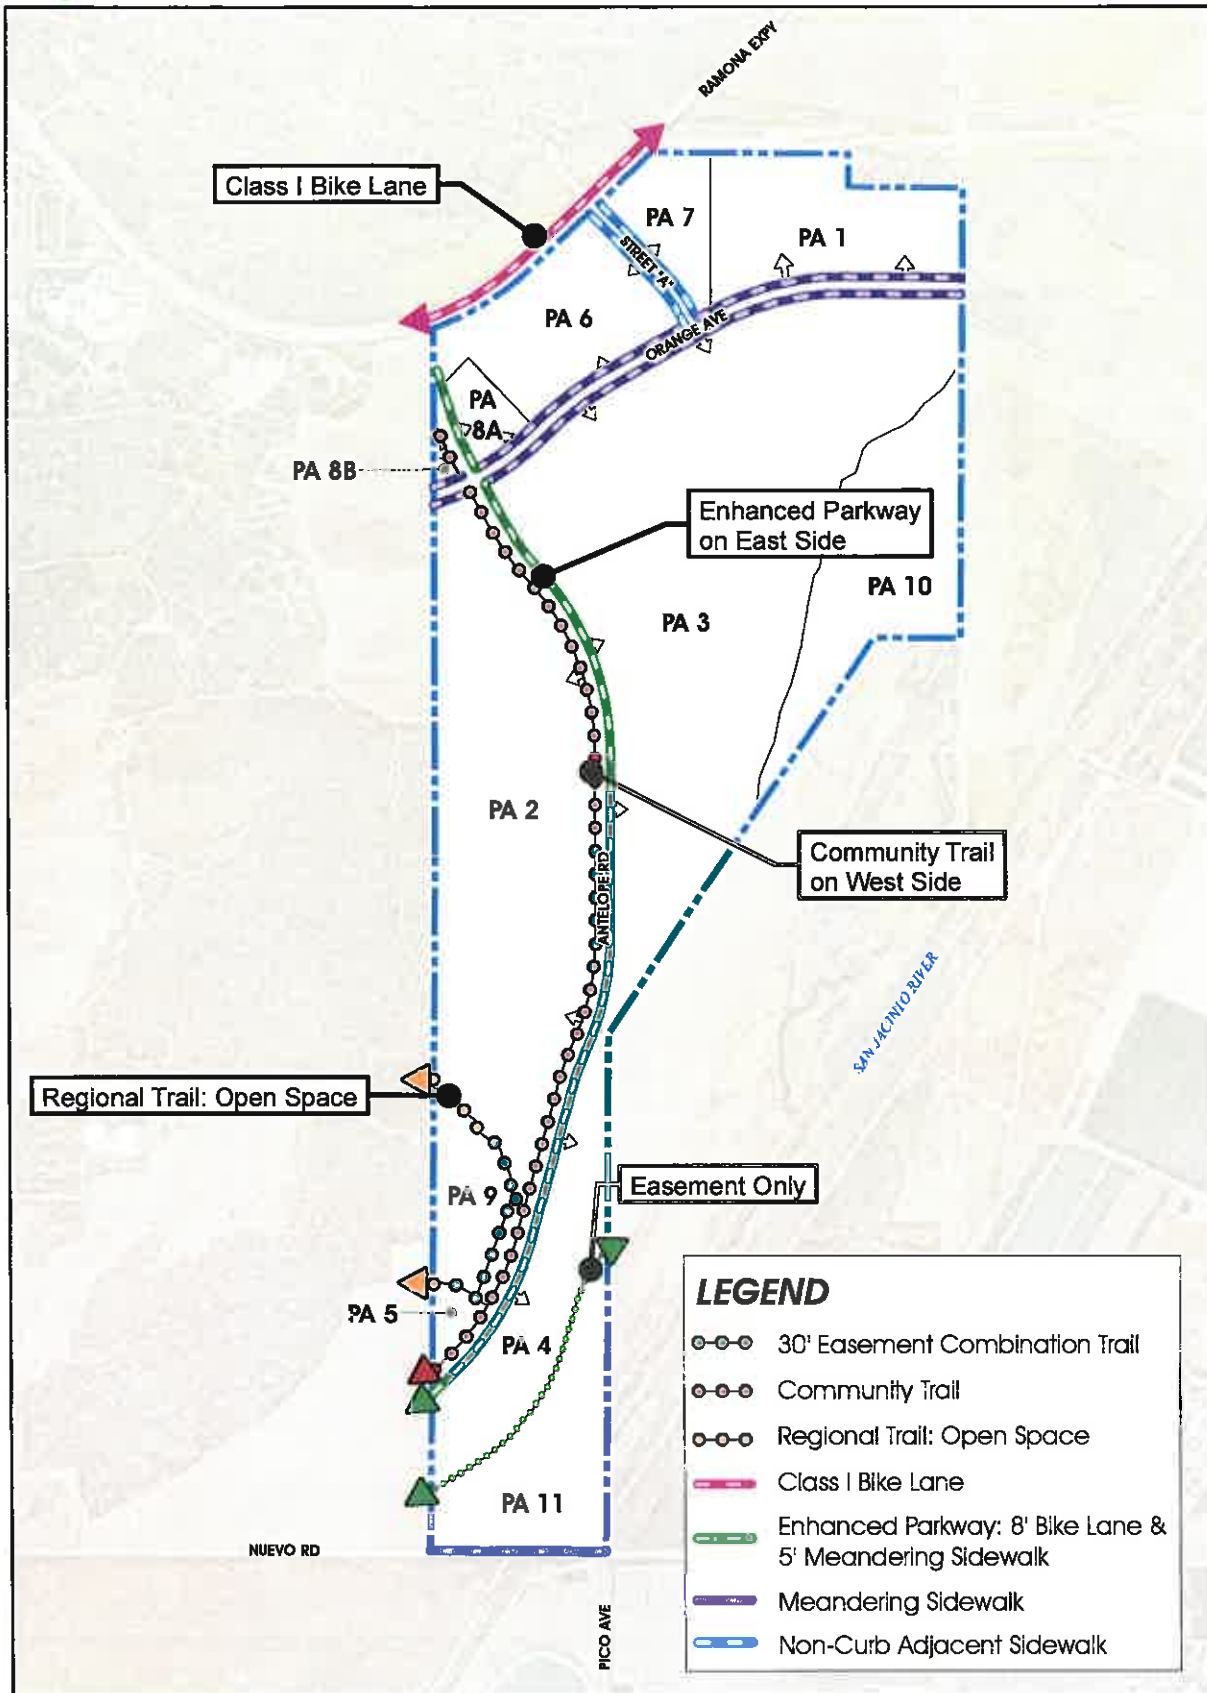 RAMONA EXPY
Class I Bike Lane
PA 7
PA 1
STREET "A"
PA 6
ORANGE AVE
PA
8A
PA 8B
Enhanced Parkway
on East Side
PA 10
PA 3
PA 2
Community Trail
on West Side
ANTELOPE RD
SAN JACINTO RIVER
Regional Trail: Open Space
PA 9
Easement Only
PA 5
PA 4
PA 11
NUEVO RD
PICO AVE
LEGEND
30' Easement Combination Trail
Community Trail
Regional Trail: Open Space
Class I Bike Lane
Enhanced Parkway: 8' Bike Lane &
5' Meandering Sidewalk
Meandering Sidewalk
Non-Curb Adjacent Sidewalk